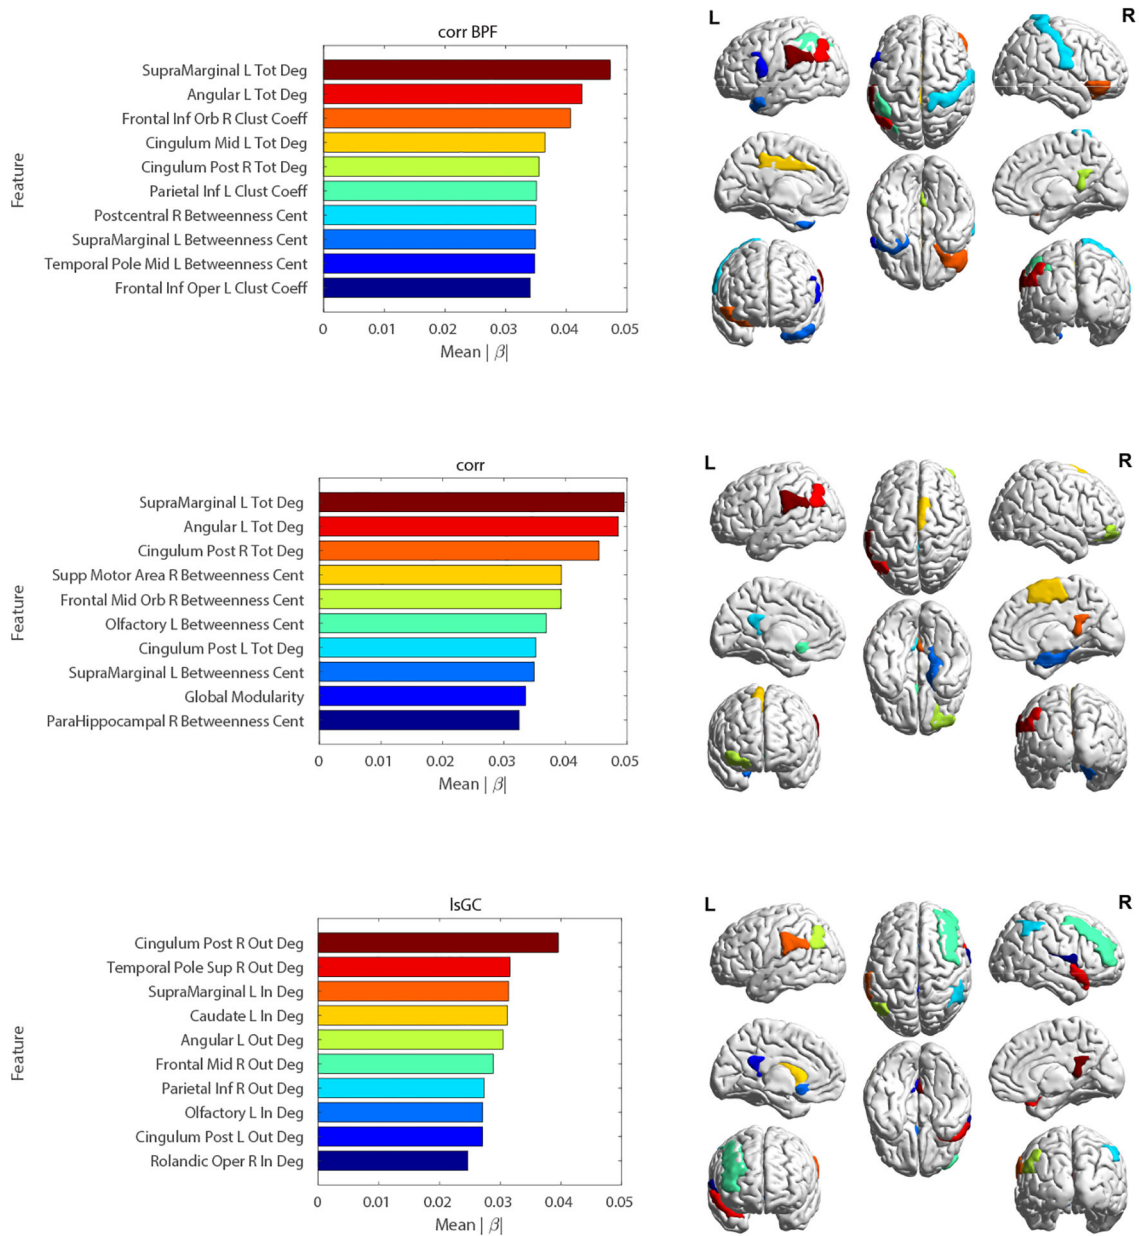 corr BPF
L
R
Feature
SupraMarginal L Tot Deg
Angular L Tot Deg
Frontal Inf Orb R Clust Coeff
Cingulum Mid L Tot Deg
Cingulum Post R Tot Deg
Parietal Inf L Clust Coeff
Postcentral R Betweenness Cent
SupraMarginal L Betweenness Cent
Temporal Pole Mid L Betweenness Cent
Frontal Inf Oper L Clust Coeff
0 0.01 0.02 0.03 0.04 0.05
Mean | β|
corr
L
R
Feature
SupraMarginal L Tot Deg
Angular L Tot Deg
Cingulum Post R Tot Deg
Supp Motor Area R Betweenness Cent
Frontal Mid Orb R Betweenness Cent
Olfactory L Betweenness Cent
Cingulum Post L Tot Deg
SupraMarginal L Betweenness Cent
Global Modularity
ParaHippocampal R Betweenness Cent
0 0.01 0.02 0.03 0.04 0.05
Mean | β|
lsGC
L
R
Feature
Cingulum Post R Out Deg
Temporal Pole Sup R Out Deg
SupraMarginal L In Deg
Caudate L In Deg
Angular L Out Deg
Frontal Mid R Out Deg
Parietal Inf R Out Deg
Olfactory L In Deg
Cingulum Post L Out Deg
Rolandic Oper R In Deg
0 0.01 0.02 0.03 0.04 0.05
Mean | β|